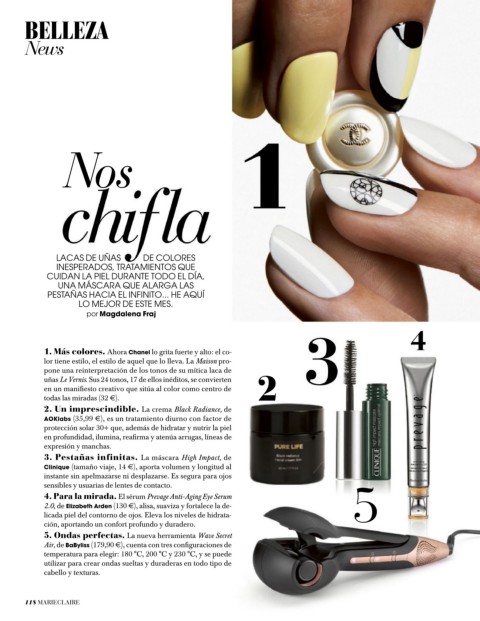 BELLEZA
News
Nos
chifla
LACAS DE UÑAS DE COLORES
INESPERADOS, TRATAMIENTOS QUE
CUIDAN LA PIEL DURANTE TODO EL DÍA,
UNA MÁSCARA QUE ALARGA LAS
PESTAÑAS HACIA EL INFINITO... HE AQUÍ
LO MEJOR DE ESTE MES.
por Magdalena Fraj
1
1. Más colores. Ahora Chanel lo grita fuerte y alto: el co-
lor tiene estilo, el estilo de aquel que lo lleva. La Maison pro-
pone una reinterpretación de los tonos de su mítica laca de
uñas Le Vernis. Sus 24 tonos, 17 de ellos inéditos, se convierten
en un manifiesto creativo que sitúa al color como centro de
todas las miradas (32 €).
2. Un imprescindible. La crema Black Radiance, de
AOKlabs (35,99 €), es un tratamiento diurno con factor de
protección solar 30+ que, además de hidratar y nutrir la piel
en profundidad, ilumina, reafirma y atenúa arrugas, líneas de
expresión y manchas.
3. Pestañas infinitas. La máscara High Impact, de
Clinique (tamaño viaje, 14 €), aporta volumen y longitud al
instante sin apelmazarse ni desplazarse. Es segura para ojos
sensibles y usuarias de lentes de contacto.
4. Para la mirada. El sérum Prevage Anti-Aging Eye Serum
2.0, de Elizabeth Arden (130 €), alisa, suaviza y fortalece la de-
licada piel del contorno de ojos. Eleva los niveles de hidrata-
ción, aportando un confort profundo y duradero.
5. Ondas perfectas. La nueva herramienta Wave Secret
Air, de BaByliss (179,90 €), cuenta con tres configuraciones de
temperatura para elegir: 180 ºC, 200 ºC y 230 ºC, y se puede
utilizar para crear ondas sueltas y duraderas en todo tipo de
cabello y texturas.
2
3
4
5
PURE LIFE
CLINIQUE
prevage
118 MARIECLAIRE